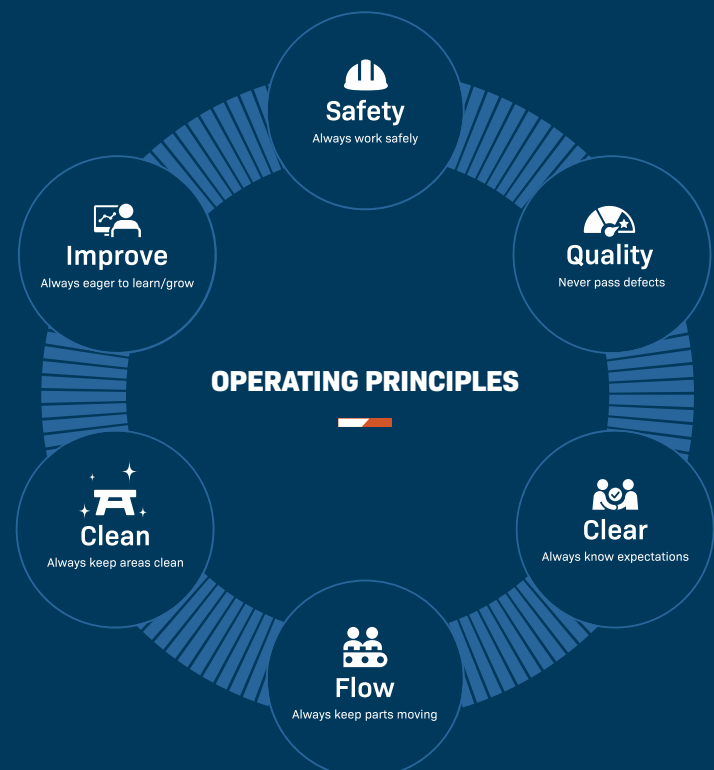 Safety
Always work safely
Improve
Always eager to learn/grow
Quality
Never pass defects
OPERATING PRINCIPLES
Clean
Always keep areas clean
Clear
Always know expectations
Flow
Always keep parts moving